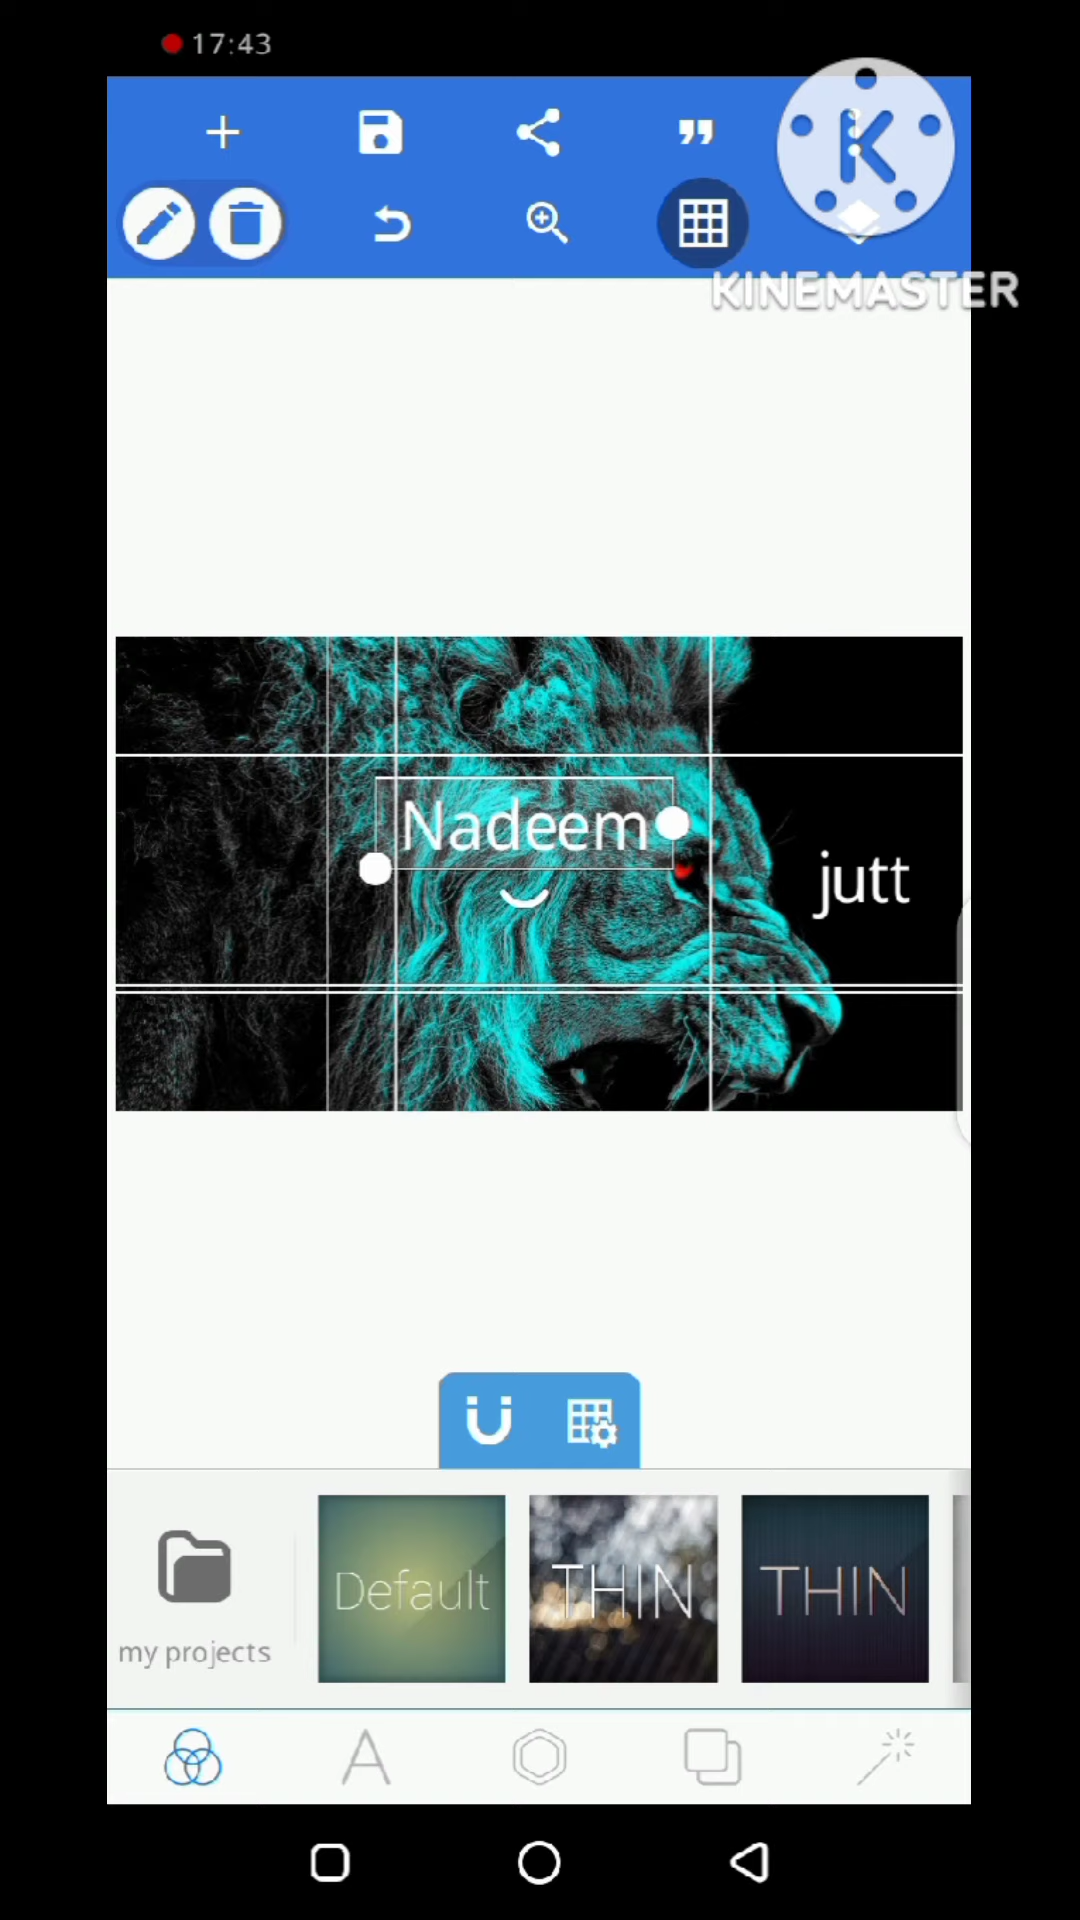 17:43
K
KINEMASTER
Nadeem
jutt
my projects
Default
THIN
THIN